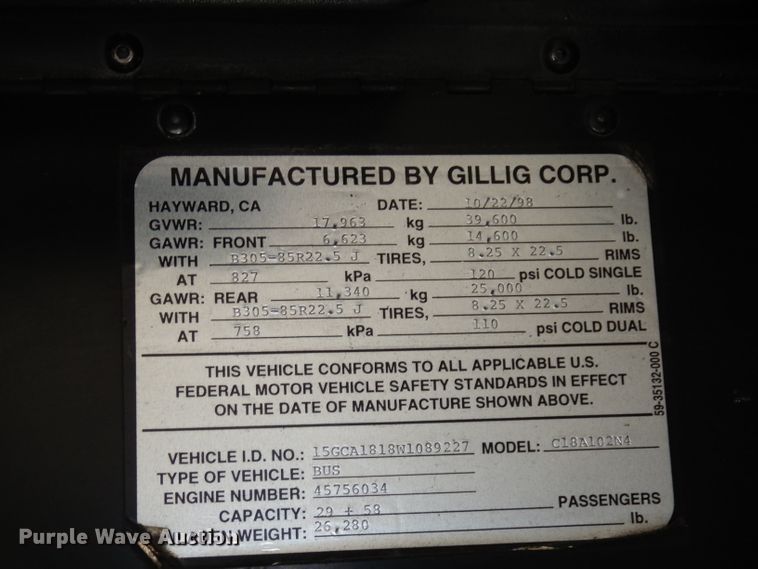 MANUFACTURED BY GILLIG CORP.
HAYWARD, CA DATE: 10/22/98
GVWR: 17,963 kg 39,600 lb.
GAWR: FRONT 6,623 kg 14,600 lb.
WITH B305-85R22.5 J TIRES, 8.25 X 22.5 RIMS
AT 827 kPa 120 psi COLD SINGLE
GAWR: REAR 11,340 kg 25,000 lb.
WITH B305-85R22.5 J TIRES, 8.25 X 22.5 RIMS
AT 758 kPa 110 psi COLD DUAL
THIS VEHICLE CONFORMS TO ALL APPLICABLE U.S.
FEDERAL MOTOR VEHICLE SAFETY STANDARDS IN EFFECT
ON THE DATE OF MANUFACTURE SHOWN ABOVE.
59-35132-000 C
VEHICLE I.D. NO.: 15GCA1818W1089227 MODEL: C18A102N4
TYPE OF VEHICLE: BUS
ENGINE NUMBER: 45756034
CAPACITY: 29 + 58 PASSENGERS
WEIGHT: 26,280 lb.
Purple Wave Auction